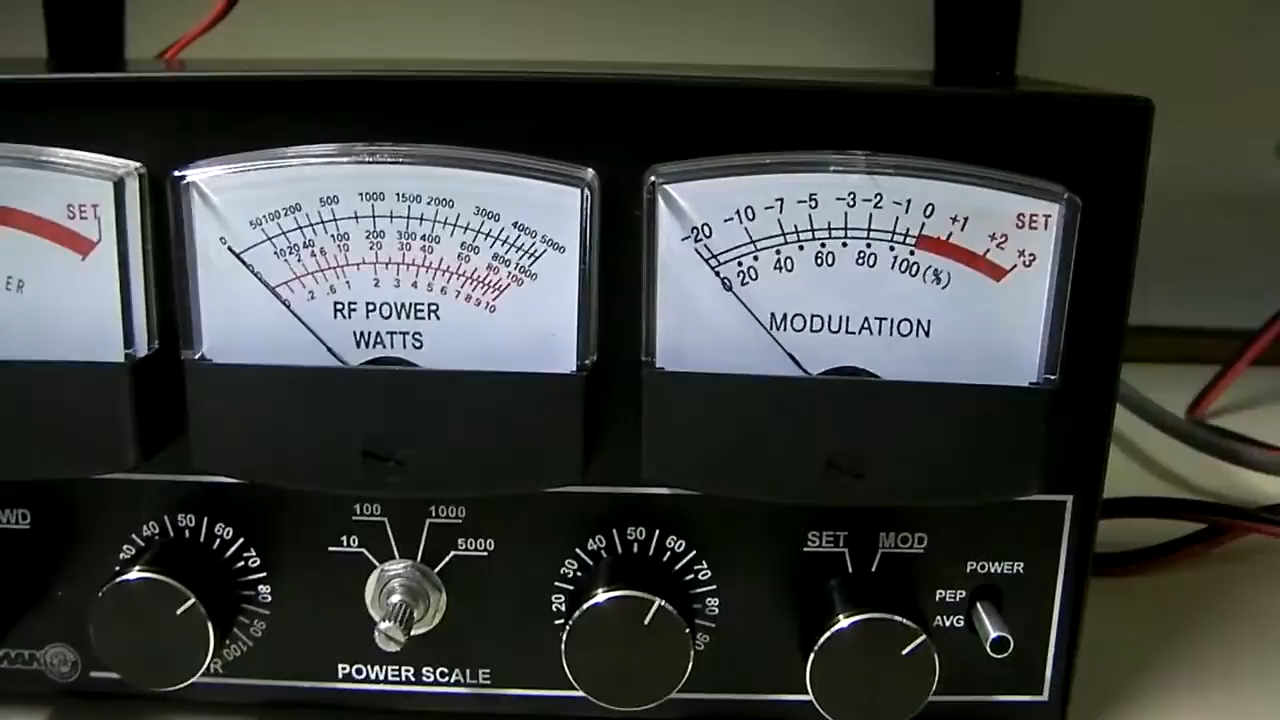 SET
ER
50 100 200 500 1000 1500 2000 3000 4000 5000
0 10 20 40 100 200 300 400 600 800 1000
2 4 6 10 20 30 40 60 80 100
0 .2 .6 1 2 3 4 5 6 7 8 9 10
RF POWER
WATTS
-20 -10 -7 -5 -3 -2 -1 0 +1 +2 +3
SET
0 20 40 60 80 100 (%)
MODULATION
WD
30 40 50 60 70 80 90 100
10 100 1000 5000
POWER SCALE
20 30 40 50 60 70 80 90
SET MOD
POWER
PEP
AVG
MAN